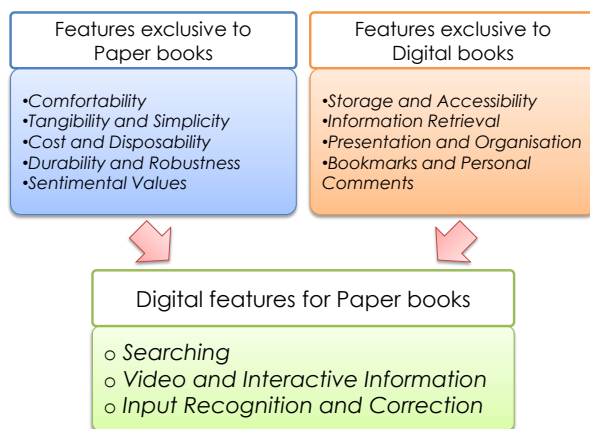 Features exclusive to
Paper books
•Comfortability
•Tangibility and Simplicity
•Cost and Disposability
•Durability and Robustness
•Sentimental Values
Features exclusive to
Digital books
•Storage and Accessibility
•Information Retrieval
•Presentation and Organisation
•Bookmarks and Personal
Comments
Digital features for Paper books
o Searching
o Video and Interactive Information
o Input Recognition and Correction